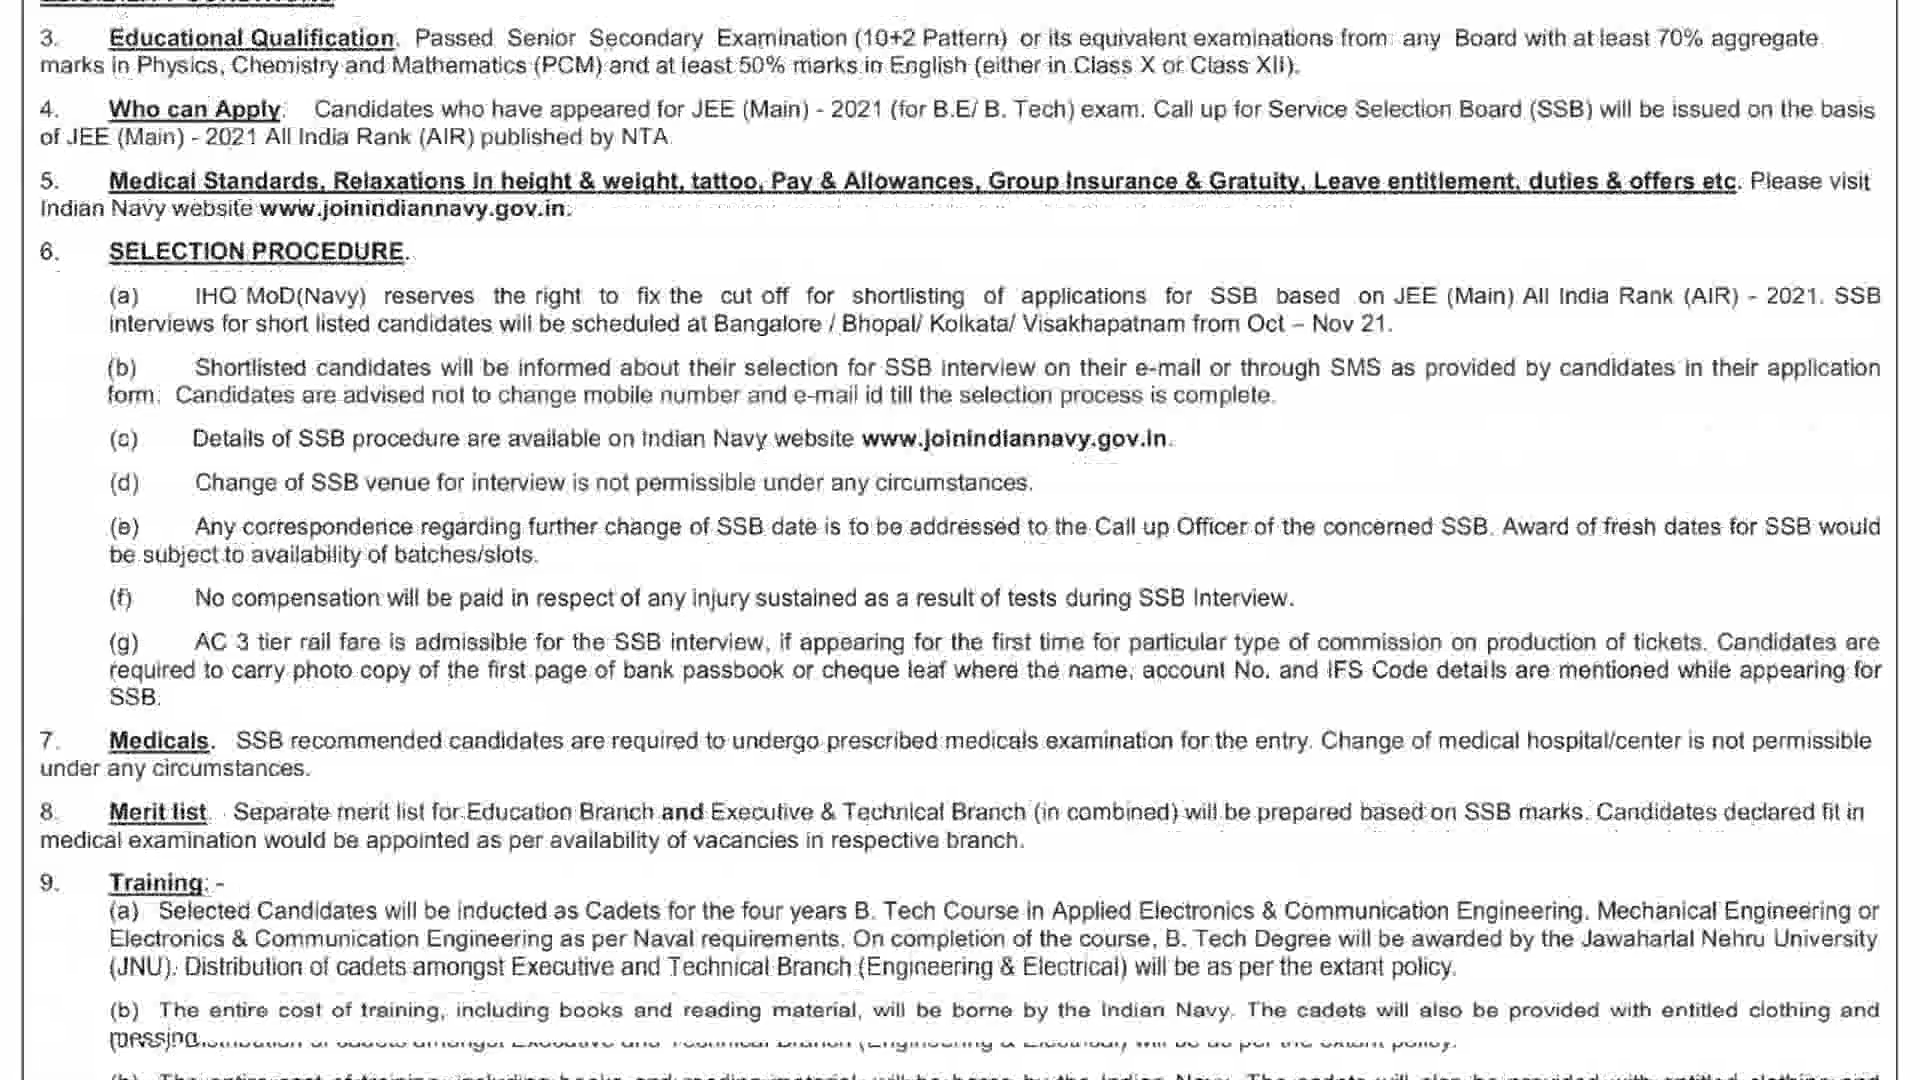 3. Educational Qualification. Passed Senior Secondary Examination (10+2 Pattern) or its equivalent examinations from any Board with at least 70% aggregate
marks in Physics, Chemistry and Mathematics (PCM) and at least 50% marks in English (either in Class X or Class XII).
4. Who can Apply. Candidates who have appeared for JEE (Main) - 2021 (for B.E/ B. Tech) exam. Call up for Service Selection Board (SSB) will be issued on the basis
of JEE (Main) - 2021 All India Rank (AIR) published by NTA.
5. Medical Standards, Relaxations in height & weight, tattoo, Pay & Allowances, Group Insurance & Gratuity, Leave entitlement, duties & offers etc. Please visit
Indian Navy website www.joinindiannavy.gov.in.
6. SELECTION PROCEDURE.
(a) IHQ MoD(Navy) reserves the right to fix the cut off for shortlisting of applications for SSB based on JEE (Main) All India Rank (AIR) - 2021. SSB
interviews for short listed candidates will be scheduled at Bangalore / Bhopal/ Kolkata/ Visakhapatnam from Oct – Nov 21.
(b) Shortlisted candidates will be informed about their selection for SSB interview on their e-mail or through SMS as provided by candidates in their application
form. Candidates are advised not to change mobile number and e-mail id till the selection process is complete.
(c) Details of SSB procedure are available on Indian Navy website www.joinindiannavy.gov.in.
(d) Change of SSB venue for interview is not permissible under any circumstances.
(e) Any correspondence regarding further change of SSB date is to be addressed to the Call up Officer of the concerned SSB. Award of fresh dates for SSB would
be subject to availability of batches/slots.
(f) No compensation will be paid in respect of any injury sustained as a result of tests during SSB Interview.
(g) AC 3 tier rail fare is admissible for the SSB interview, if appearing for the first time for particular type of commission on production of tickets. Candidates are
required to carry photo copy of the first page of bank passbook or cheque leaf where the name, account No. and IFS Code details are mentioned while appearing for
SSB.
7. Medicals. SSB recommended candidates are required to undergo prescribed medicals examination for the entry. Change of medical hospital/center is not permissible
under any circumstances.
8. Merit list. Separate merit list for Education Branch and Executive & Technical Branch (in combined) will be prepared based on SSB marks. Candidates declared fit in
medical examination would be appointed as per availability of vacancies in respective branch.
9. Training: -
(a) Selected Candidates will be inducted as Cadets for the four years B. Tech Course in Applied Electronics & Communication Engineering, Mechanical Engineering or
Electronics & Communication Engineering as per Naval requirements. On completion of the course, B. Tech Degree will be awarded by the Jawaharlal Nehru University
(JNU). Distribution of cadets amongst Executive and Technical Branch (Engineering & Electrical) will be as per the extant policy.
(b) The entire cost of training, including books and reading material, will be borne by the Indian Navy. The cadets will also be provided with entitled clothing and
messing.